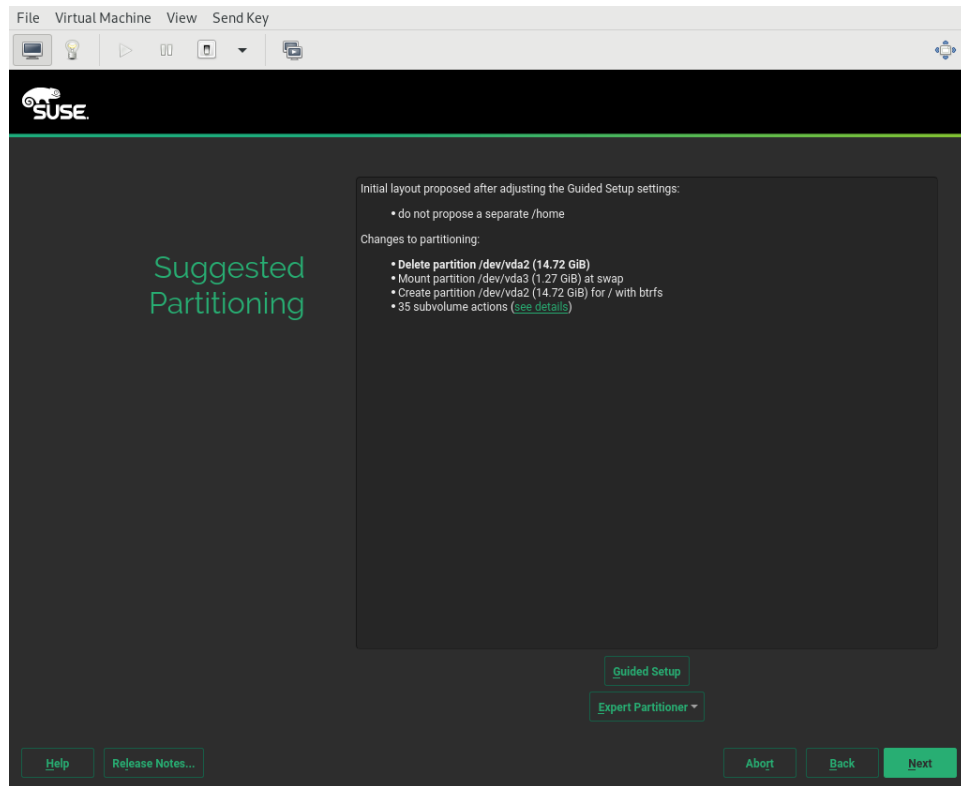 File Virtual Machine View Send Key
SUSE.
Initial layout proposed after adjusting the Guided Setup settings:
• do not propose a separate /home
Changes to partitioning:
• Delete partition /dev/vda2 (14.72 GiB)
• Mount partition /dev/vda3 (1.27 GiB) at swap
• Create partition /dev/vda2 (14.72 GiB) for / with btrfs
• 35 subvolume actions (see details)
Suggested
Partitioning
Guided Setup
Expert Partitioner
Help Release Notes... Abort Back Next